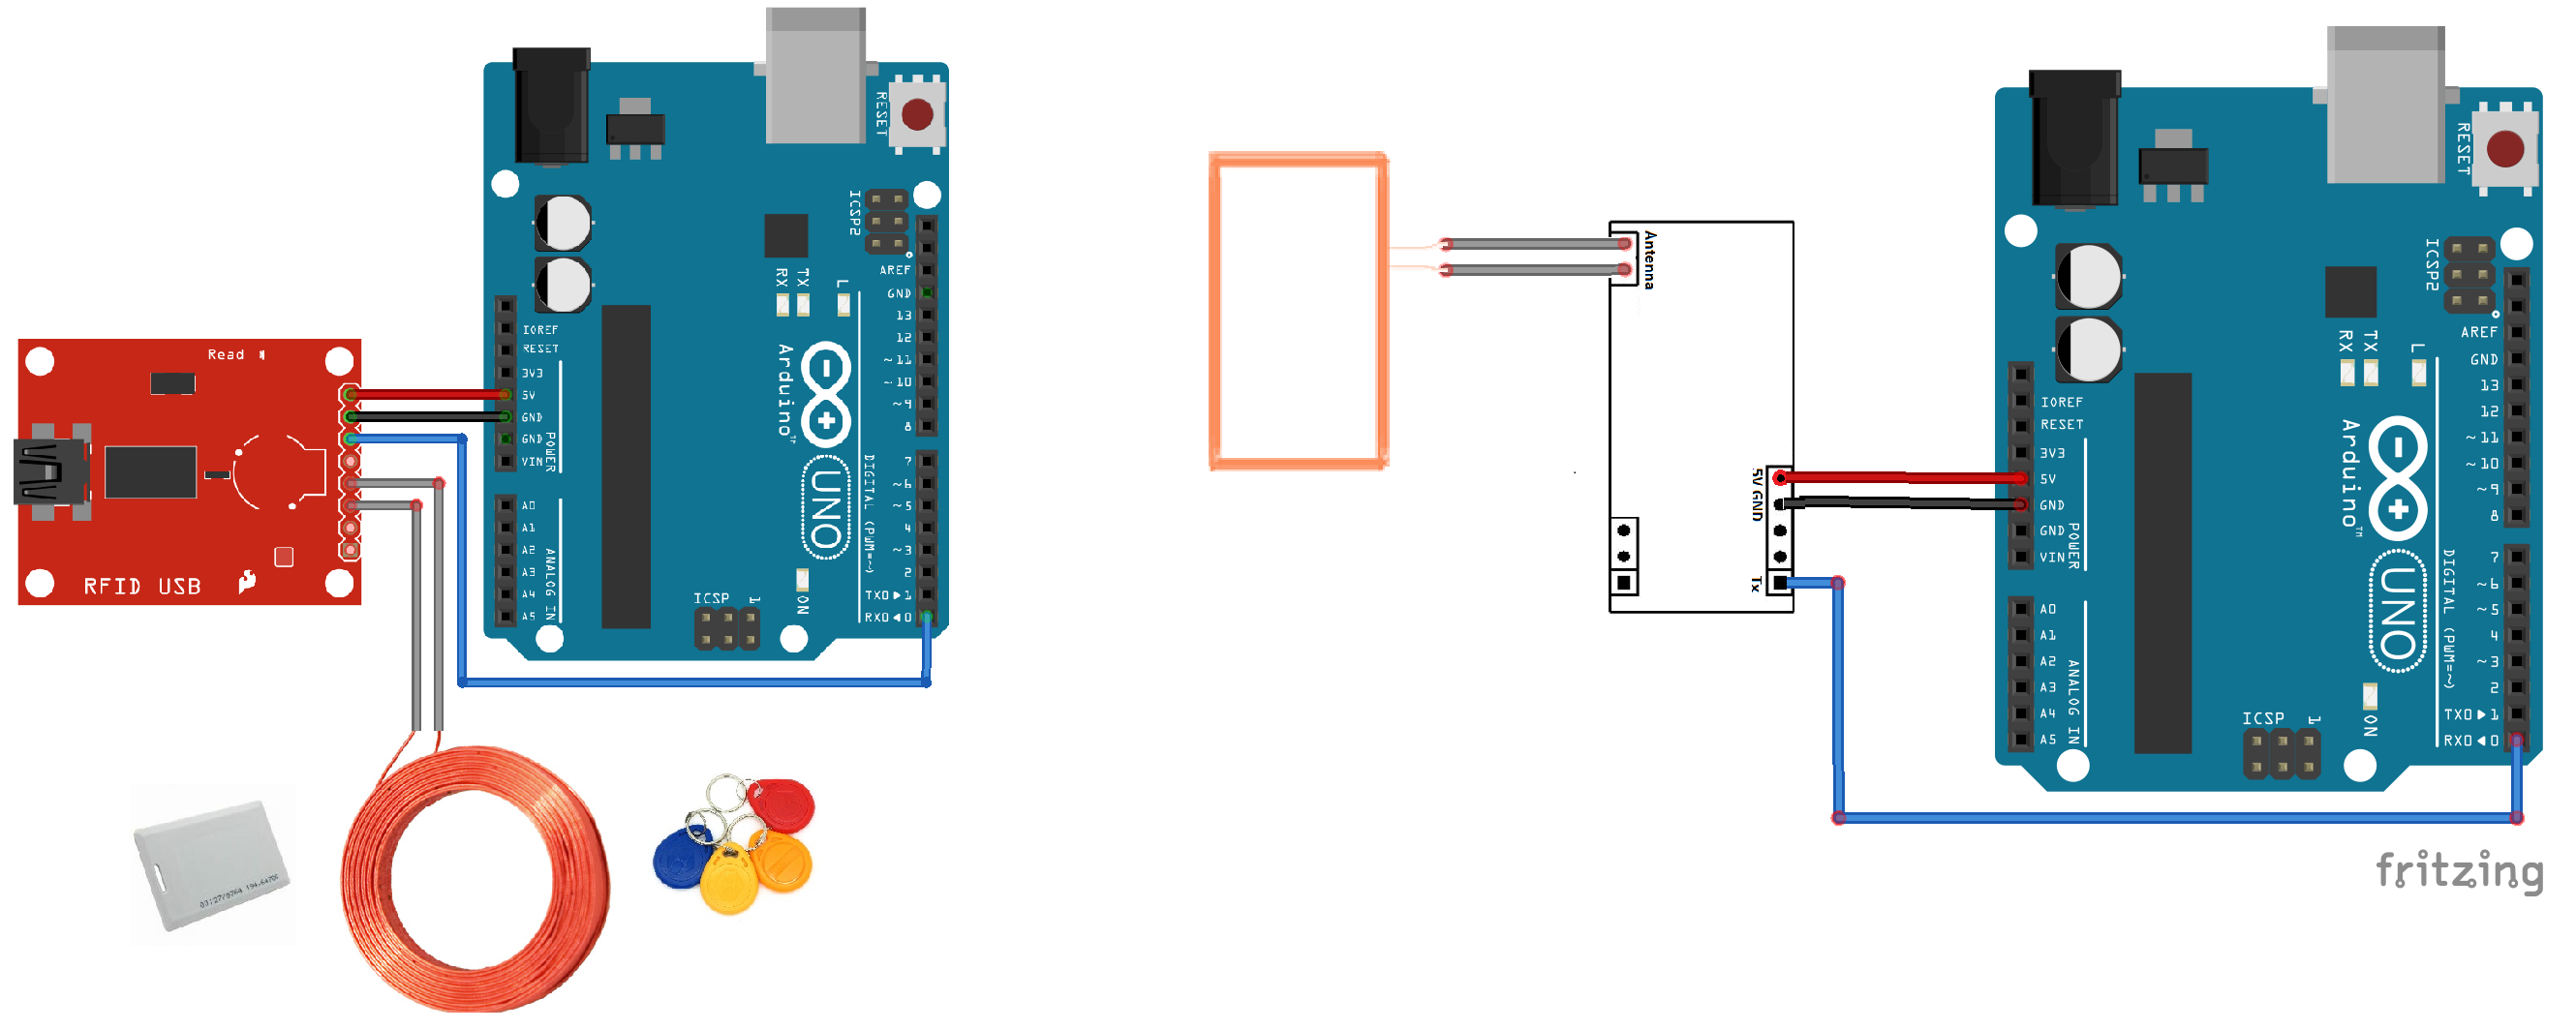 RESET
ICSP2
AREF
GND
13
12
~11
~10
~9
8
7
~6
~5
4
~3
2
TX0▶1
RX0◀0
DIGITAL (PWM=~)
RX
TX
L
IOREF
RESET
3V3
5V
GND
GND
VIN
POWER
A0
A1
A2
A3
A4
A5
ANALOG IN
Arduino™
UNO
ON
ICSP
1
Read
RFID USB
Antenna
5V GND
Tx
RESET
ICSP2
AREF
GND
13
12
~11
~10
~9
8
7
~6
~5
4
~3
2
TX0▶1
RX0◀0
DIGITAL (PWM=~)
RX
TX
L
IOREF
RESET
3V3
5V
GND
GND
VIN
POWER
A0
A1
A2
A3
A4
A5
ANALOG IN
Arduino™
UNO
ON
ICSP
1
fritzing